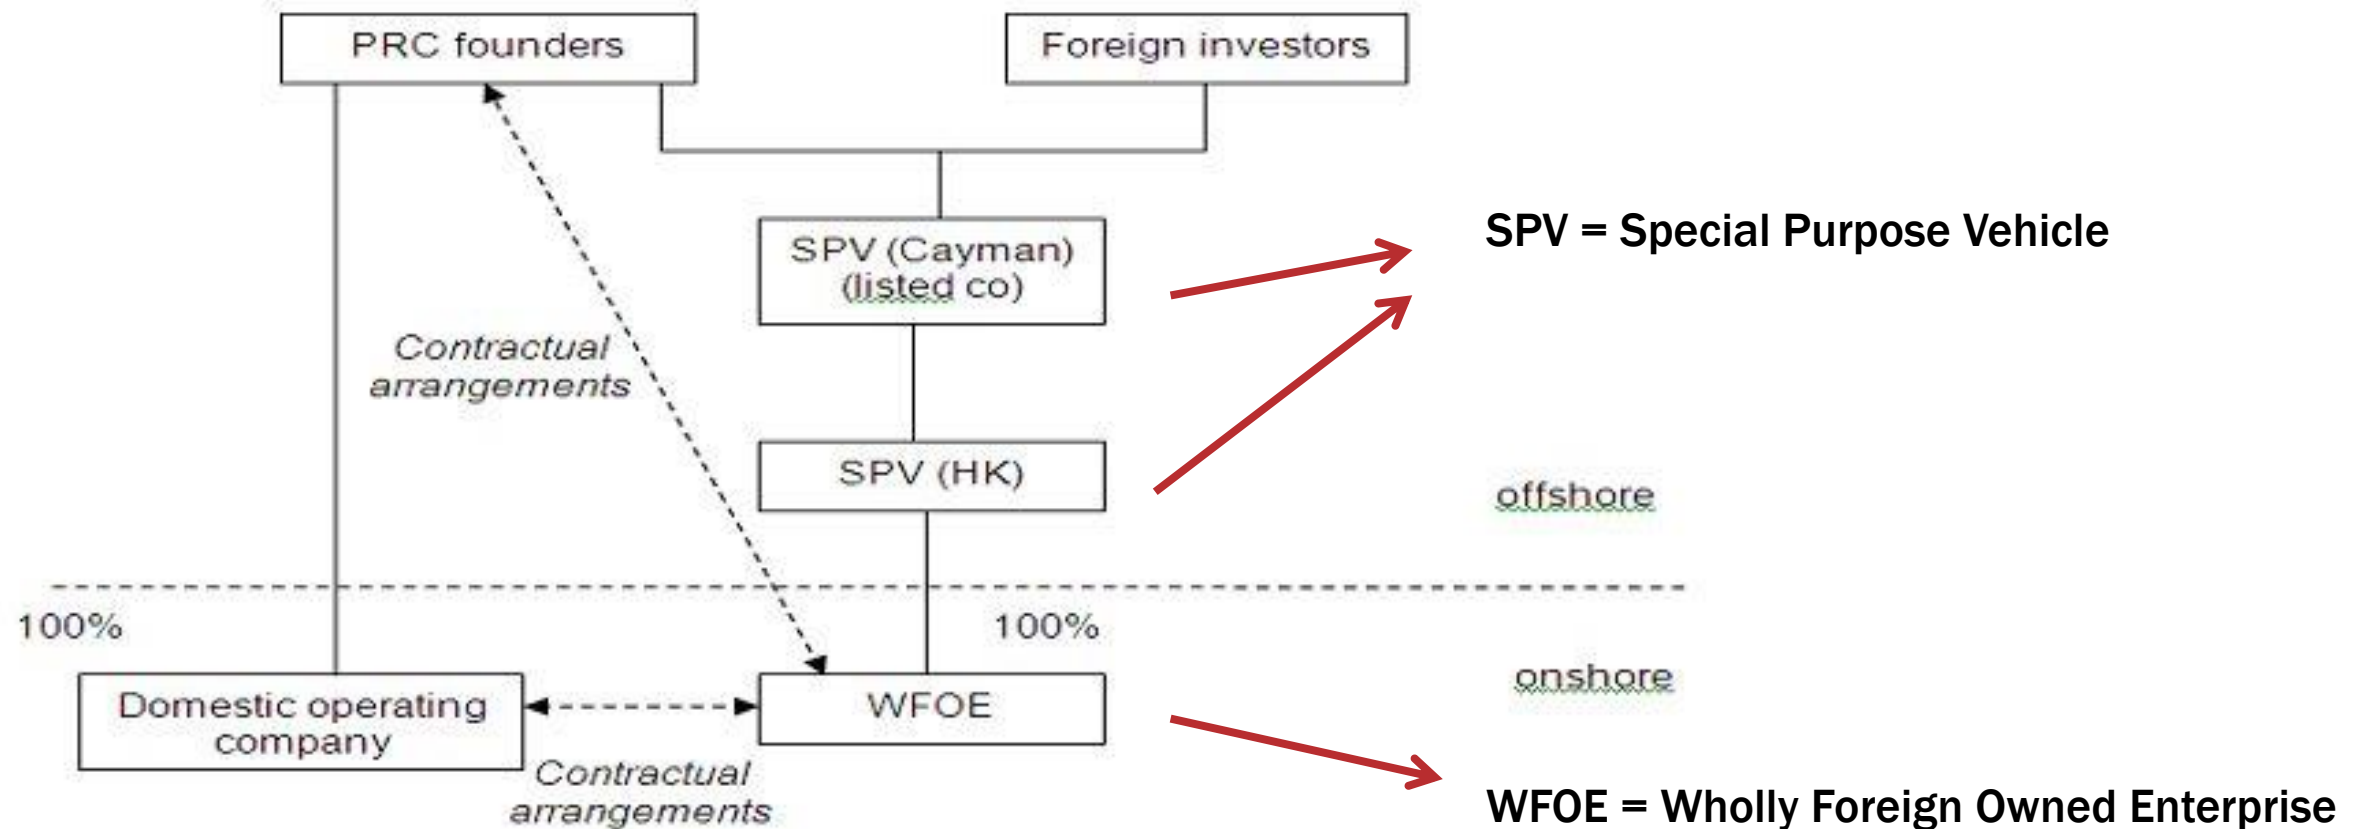 PRC founders
Foreign investors
SPV (Cayman)
(listed co)
SPV = Special Purpose Vehicle
Contractual
arrangements
SPV (HK)
offshore
100%
100%
onshore
Domestic operating
company
WFOE
Contractual
arrangements
WFOE = Wholly Foreign Owned Enterprise